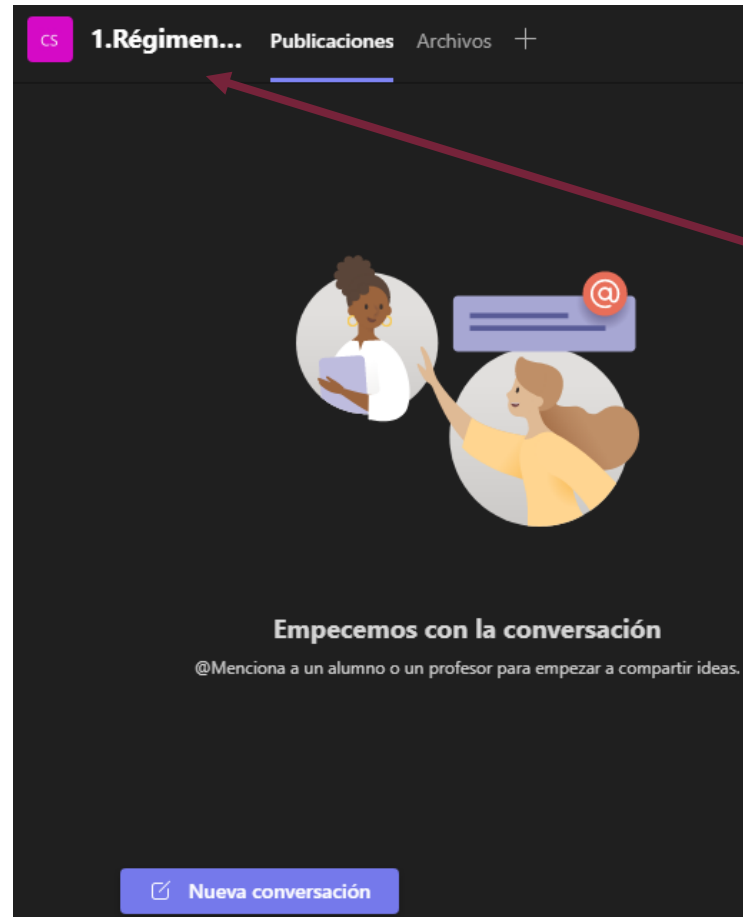 CS 1.Régimen... Publicaciones Archivos
@
Empecemos con la conversación
@Menciona a un alumno o un profesor para empezar a compartir ideas.
Nueva conversación